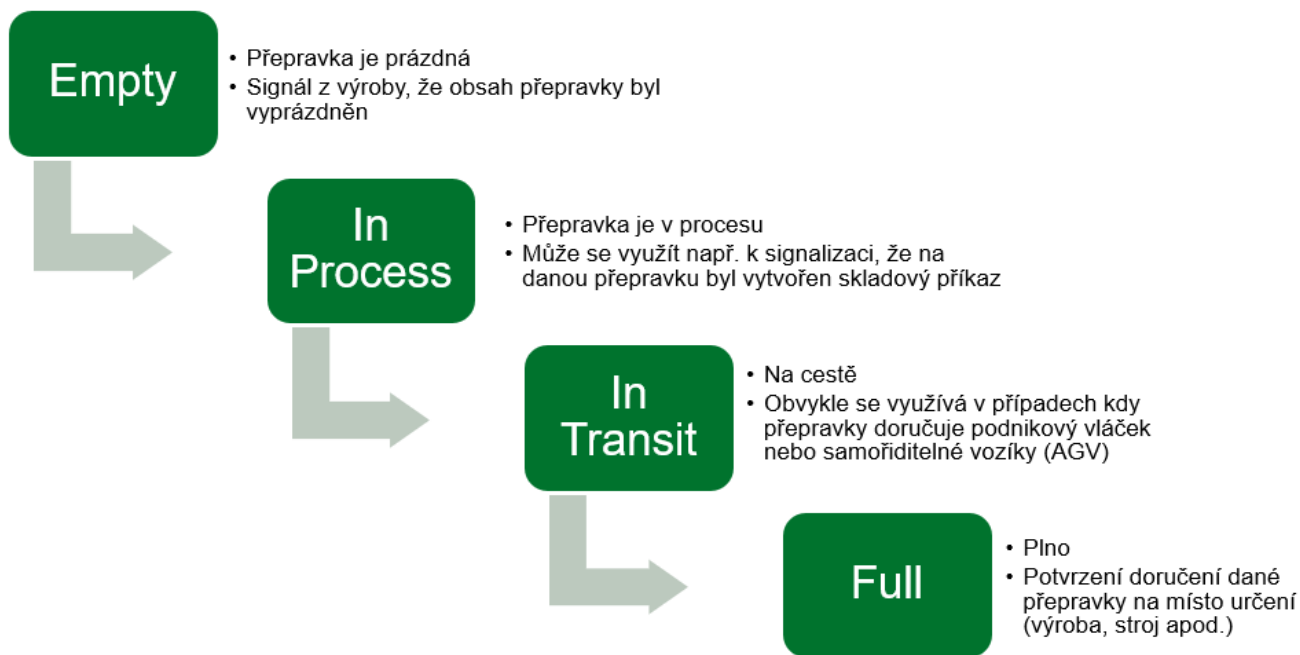 Empty
• Přepravka je prázdná
• Signál z výroby, že obsah přepravky byl
vyprázdněn
In
Process
• Přepravka je v procesu
• Může se využít např. k signalizaci, že na
danou přepravku byl vytvořen skladový příkaz
In
Transit
• Na cestě
• Obvykle se využívá v případech kdy
přepravky doručuje podnikový vláček
nebo samořiditelné vozíky (AGV)
Full
• Plno
• Potvrzení doručení dané
přepravky na místo určení
(výroba, stroj apod.)